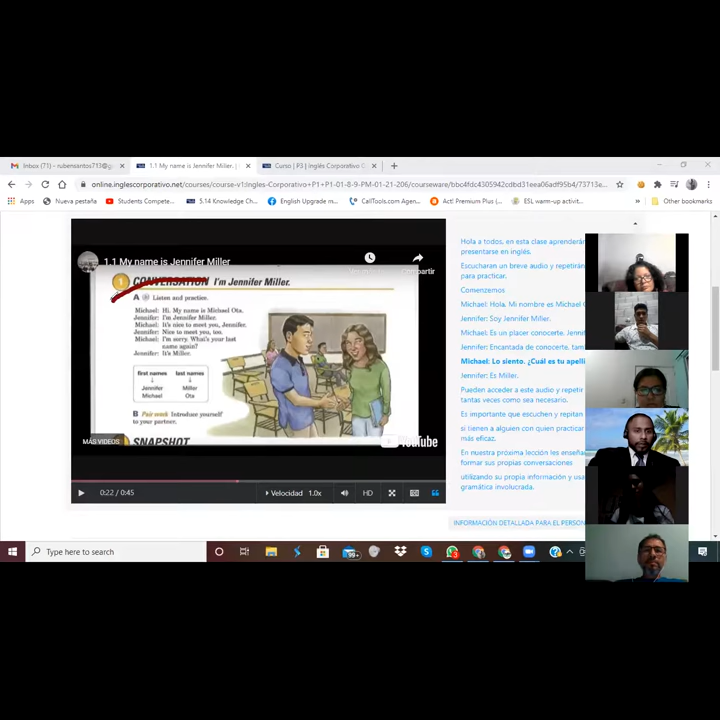 Inbox (71) - rubensantos713@g
1.1 My name is Jennifer Miller. |
Curso | P3 | Inglés Corporativo
online.inglescorporativo.net/courses/course-v1:Ingles-Corporativo+P1+P1-01-8-9-PM-01-21-206/courseware/bbc4fdc4305942cdbd31eea06adf95b4/73713e...
Apps
Nueva pestaña
Students Compete...
5.14 Knowledge Ch...
English Upgrade m...
CallTools.com Agen...
Act! Premium Plus (...
ESL warm-up activit...
»
Other bookmarks
1.1 My name is Jennifer Miller
Compartir
1 CONVERSATION I'm Jennifer Miller.
A Listen and practice.
Michael: Hi. My name is Michael Ota.
Jennifer: I'm Jennifer Miller.
Michael: It's nice to meet you, Jennifer.
Jennifer: Nice to meet you, too.
Michael: I'm sorry. What's your last
name again?
Jennifer: It's Miller.
first names last names
Jennifer Miller
Michael Ota
B Pair work Introduce yourself
to your partner.
SNAPSHOT
MÁS VIDEOS
YouTube
0:22 / 0:45
Velocidad 1.0x
HD
Hola a todos, en esta clase aprenderán
presentarse en inglés.
Escucharan un breve audio y repetirán
para practicar.
Comenzemos
Michael: Hola. Mi nombre es Michael O
Jennifer: Soy Jennifer Miller.
Michael: Es un placer conocerte, Jenni
Jennifer: Encantada de conocerte, tam
Michael: Lo siento. ¿Cuál es tu apelli
Jennifer: Es Miller.
Pueden acceder a este audio y repetir
tantas veces como sea necesario.
Es importante que escuchen y repitan
si tienen a alguien con quien practicar
más eficaz.
En nuestra próxima lección les enseña
formar sus propias conversaciones
utilizando su propia información y usa
gramática involucrada.
INFORMACIÓN DETALLADA PARA EL PERSON
Type here to search
99+